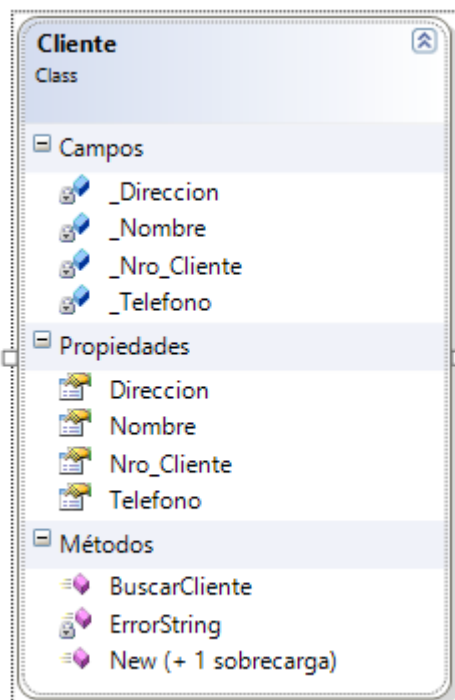 Cliente
Class
Campos
_Direccion
_Nombre
_Nro_Cliente
_Telefono
Propiedades
Direccion
Nombre
Nro_Cliente
Telefono
Métodos
BuscarCliente
ErrorString
New (+ 1 sobrecarga)